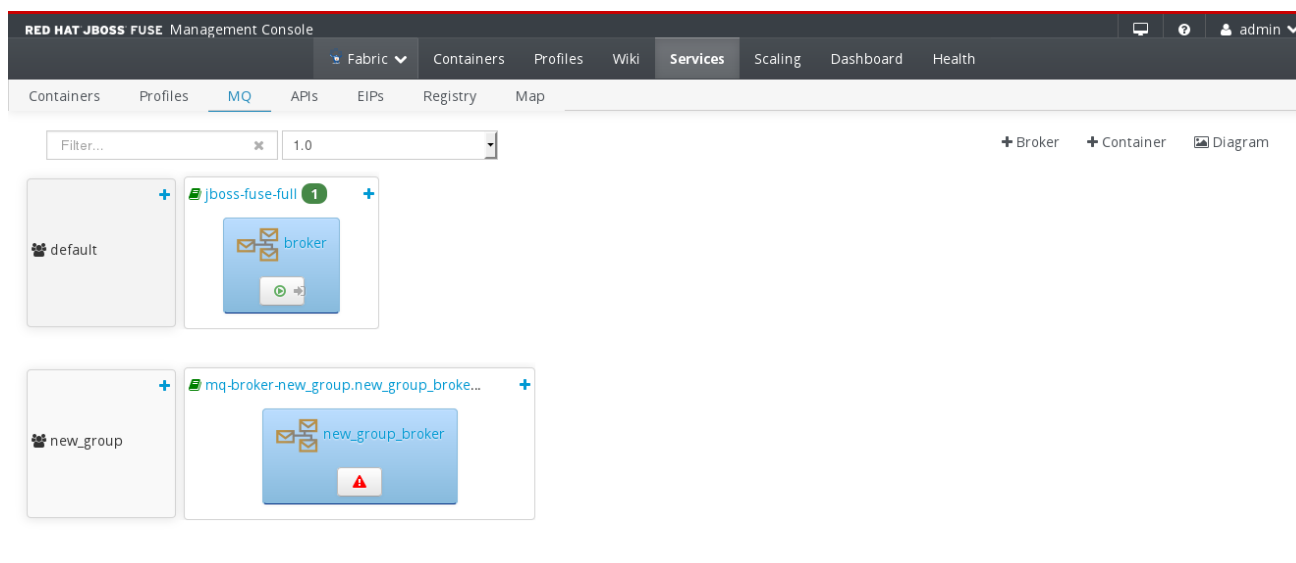 RED HAT JBOSS FUSE Management Console
admin
Fabric Containers Profiles Wiki Services Scaling Dashboard Health
Containers Profiles MQ APIs EIPs Registry Map
Filter... 1.0 Broker Container Diagram
jboss-fuse-full 1
default
broker
mq-broker-new_group.new_group_broke...
new_group
new_group_broker